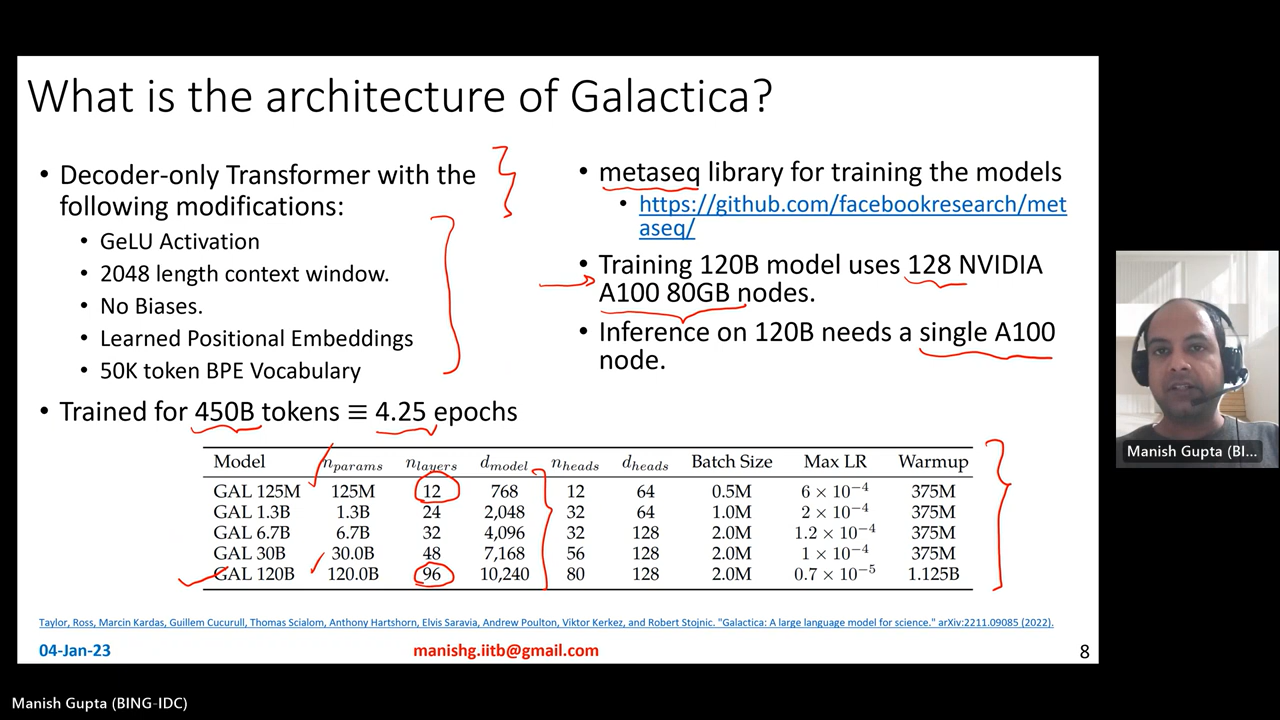 What is the architecture of Galactica?
• Decoder-only Transformer with the
following modifications:
• GeLU Activation
• 2048 length context window.
• No Biases.
• Learned Positional Embeddings
• 50K token BPE Vocabulary
• Trained for 450B tokens ≡ 4.25 epochs
• metaseq library for training the models
• https://github.com/facebookresearch/met
aseq/
• Training 120B model uses 128 NVIDIA
A100 80GB nodes.
• Inference on 120B needs a single A100
node.
Model n_params n_layers d_model n_heads d_heads Batch Size Max LR Warmup
GAL 125M 125M 12 768 12 64 0.5M 6 × 10⁻⁴ 375M
GAL 1.3B 1.3B 24 2,048 32 64 1.0M 2 × 10⁻⁴ 375M
GAL 6.7B 6.7B 32 4,096 32 128 2.0M 1.2 × 10⁻⁴ 375M
GAL 30B 30.0B 48 7,168 56 128 2.0M 1 × 10⁻⁴ 375M
GAL 120B 120.0B 96 10,240 80 128 2.0M 0.7 × 10⁻⁵ 1.125B
Taylor, Ross, Marcin Kardas, Guillem Cucurull, Thomas Scialom, Anthony Hartshorn, Elvis Saravia, Andrew Poulton, Viktor Kerkez, and Robert Stojnic. "Galactica: A large language model for science." arXiv:2211.09085 (2022).
04-Jan-23 manishg.iitb@gmail.com 8
Manish Gupta (BI...
Manish Gupta (BING-IDC)